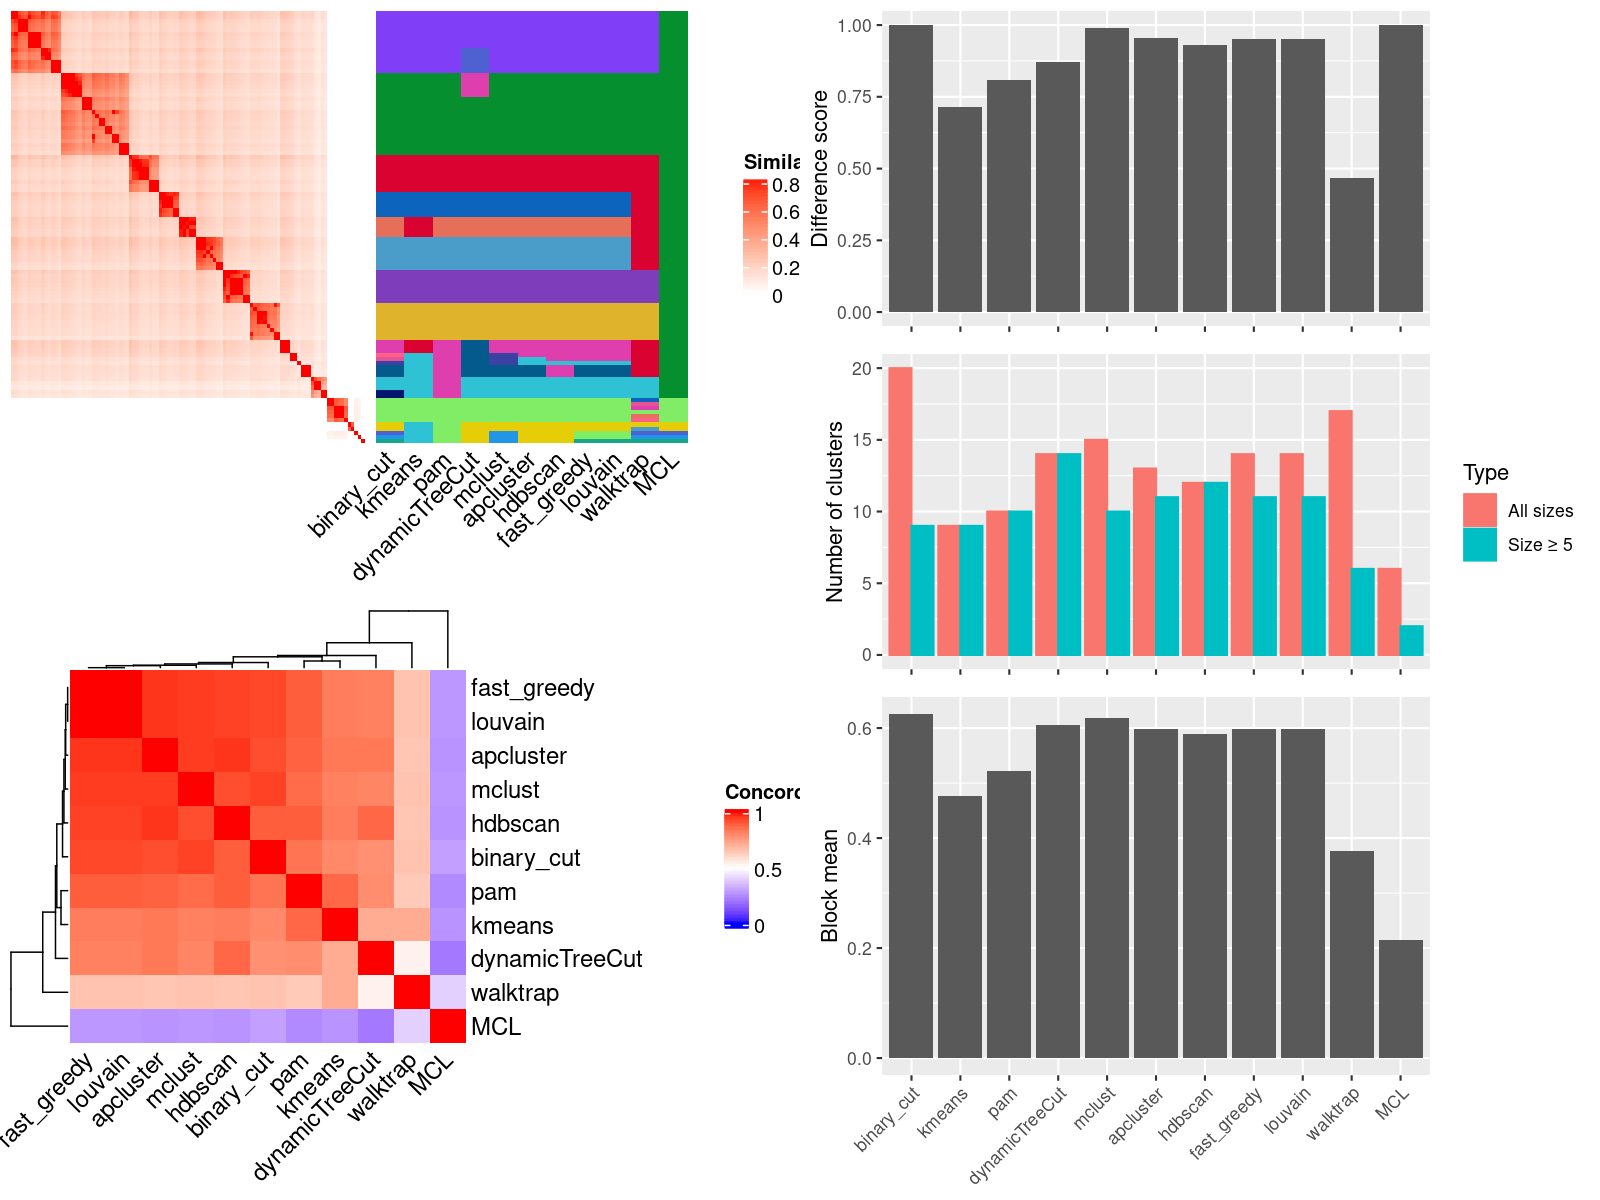 Simila
0.8
0.6
0.4
0.2
0
binary_cut
kmeans
pam
dynamicTreeCut
mclust
apcluster
hdbscan
fast_greedy
louvain
walktrap
MCL
Difference score
1.00
0.75
0.50
0.25
0.00
Number of clusters
20
15
10
5
0
Type
All sizes
Size ≥ 5
fast_greedy
louvain
apcluster
mclust
hdbscan
binary_cut
pam
kmeans
dynamicTreeCut
walktrap
MCL
fast_greedy
louvain
apcluster
mclust
hdbscan
binary_cut
pam
kmeans
dynamicTreeCut
walktrap
MCL
Concord
1
0.5
0
Block mean
0.6
0.4
0.2
0.0
binary_cut
kmeans
pam
dynamicTreeCut
mclust
apcluster
hdbscan
fast_greedy
louvain
walktrap
MCL